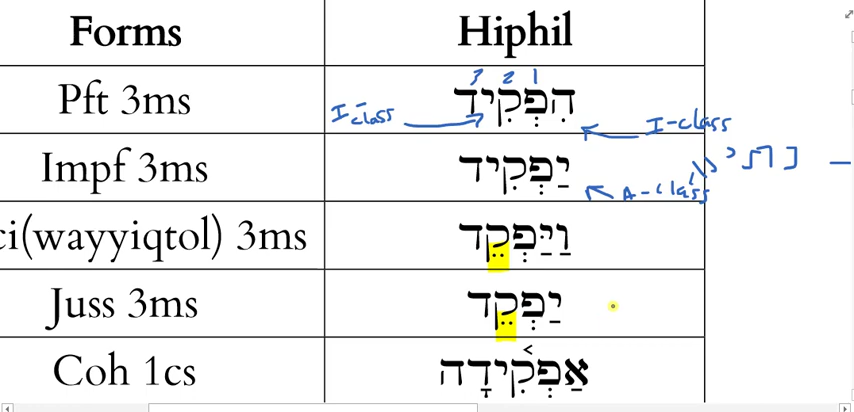 Forms Hiphil
3 2 1
Pft 3ms הִפְקִיד
I class I-class
Impf 3ms יַפְקִיד
A-class
ci(wayyiqtol) 3ms וַיַּפְקֵד
Juss 3ms יַפְקֵד
Coh 1cs אַפְקִ֫ידָה